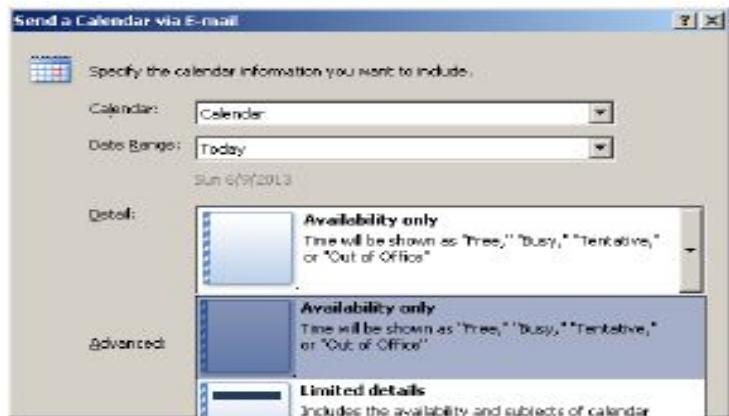 Send a Calendar via E-mail
Specify the calendar information you want to include.
Calendar: Calendar
Date Range: Today
Sun 6/9/2013
Detail: Availability only
Time will be shown as "Free," "Busy," "Tentative,"
or "Out of Office"
Availability only
Time will be shown as "Free," "Busy," "Tentative,"
or "Out of Office"
Advanced:
Limited details
Includes the availability and subjects of calendar